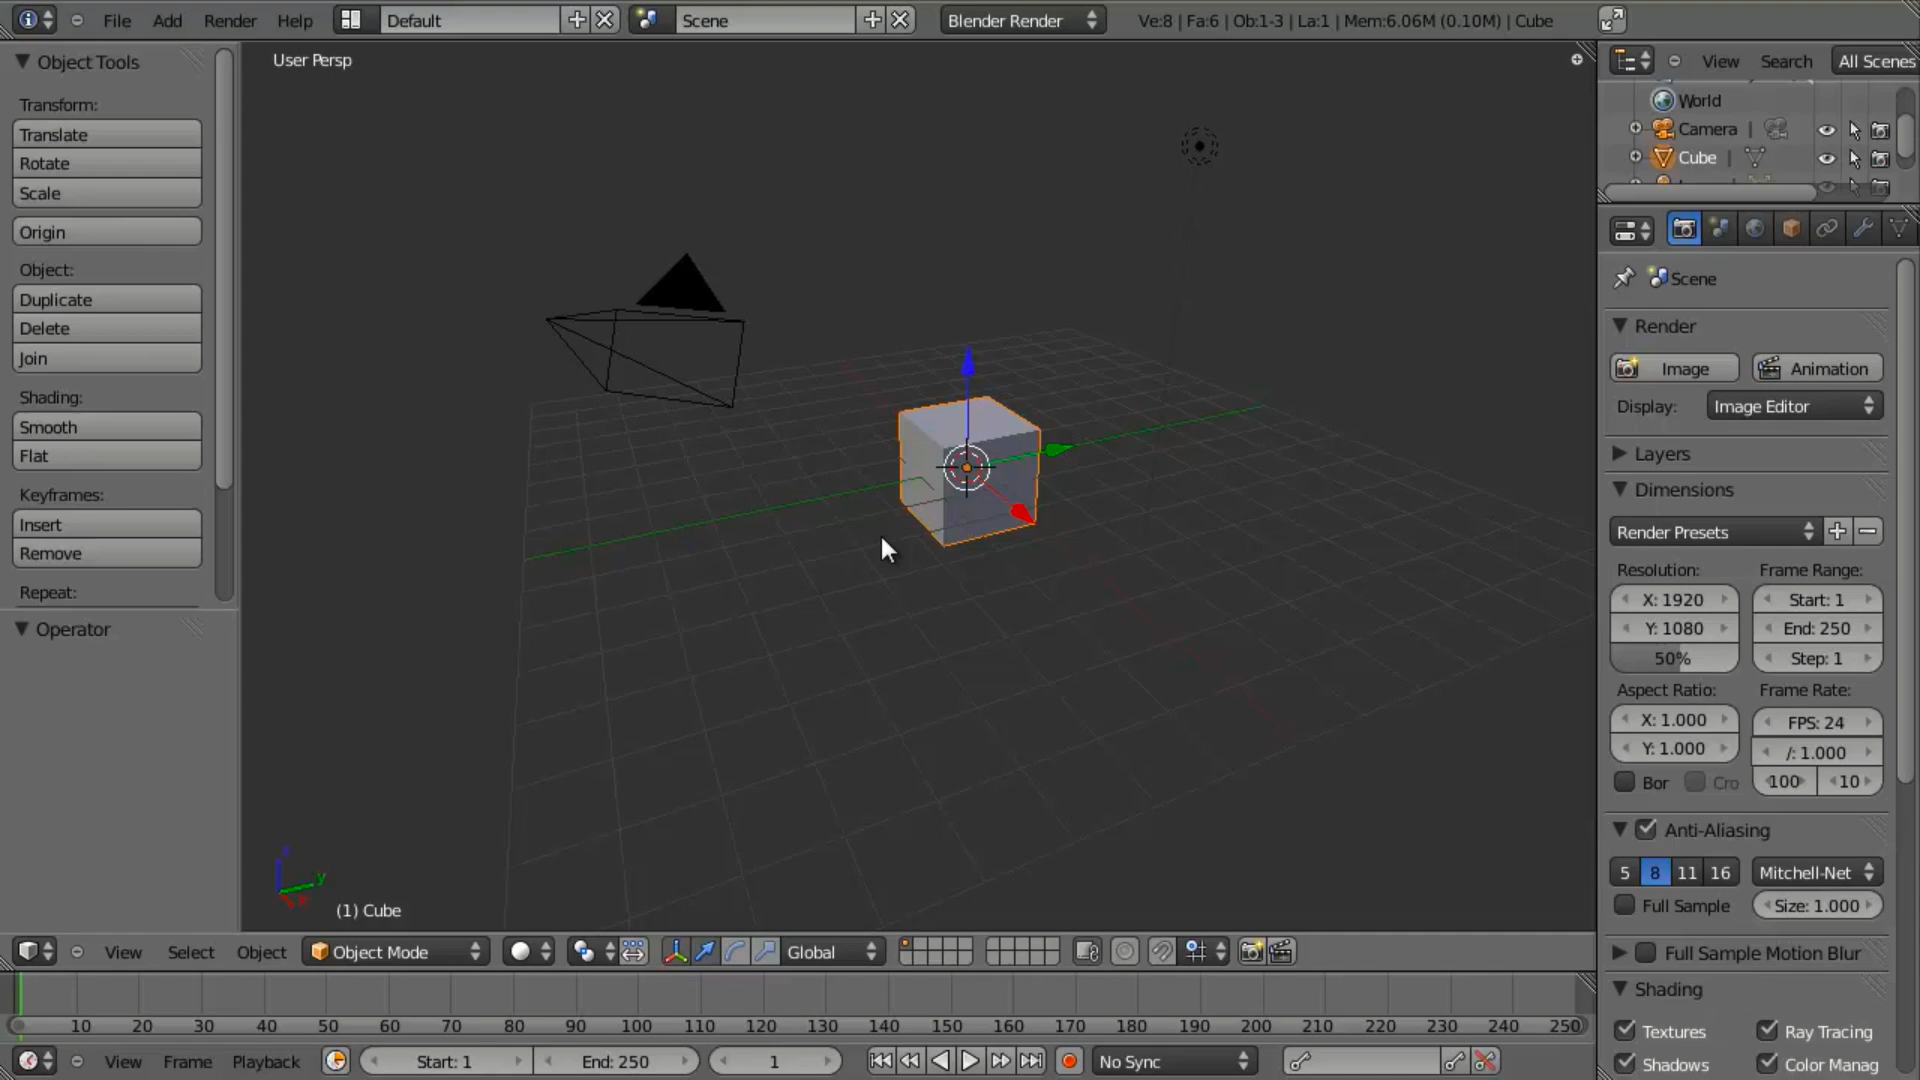 File Add Render Help Default Scene Blender Render Ve:8 | Fa:6 | Ob:1-3 | La:1 | Mem:6.06M (0.10M) | Cube
Object Tools
Transform:
Translate
Rotate
Scale
Origin
Object:
Duplicate
Delete
Join
Shading:
Smooth
Flat
Keyframes:
Insert
Remove
Repeat:
Operator
User Persp
z
y
x
(1) Cube
View Search All Scenes
World
Camera
Cube
Scene
Render
Image Animation
Display: Image Editor
Layers
Dimensions
Render Presets
Resolution: Frame Range:
X: 1920 Start: 1
Y: 1080 End: 250
50% Step: 1
Aspect Ratio: Frame Rate:
X: 1.000 FPS: 24
Y: 1.000 /: 1.000
Bor Cro 100 10
Anti-Aliasing
5 8 11 16 Mitchell-Net
Full Sample Size: 1.000
Full Sample Motion Blur
Shading
Textures Ray Tracing
Shadows Color Manag
View Select Object Object Mode Global
10 20 30 40 50 60 70 80 90 100 110 120 130 140 150 160 170 180 190 200 210 220 230 240 250
View Frame Playback Start: 1 End: 250 1 No Sync